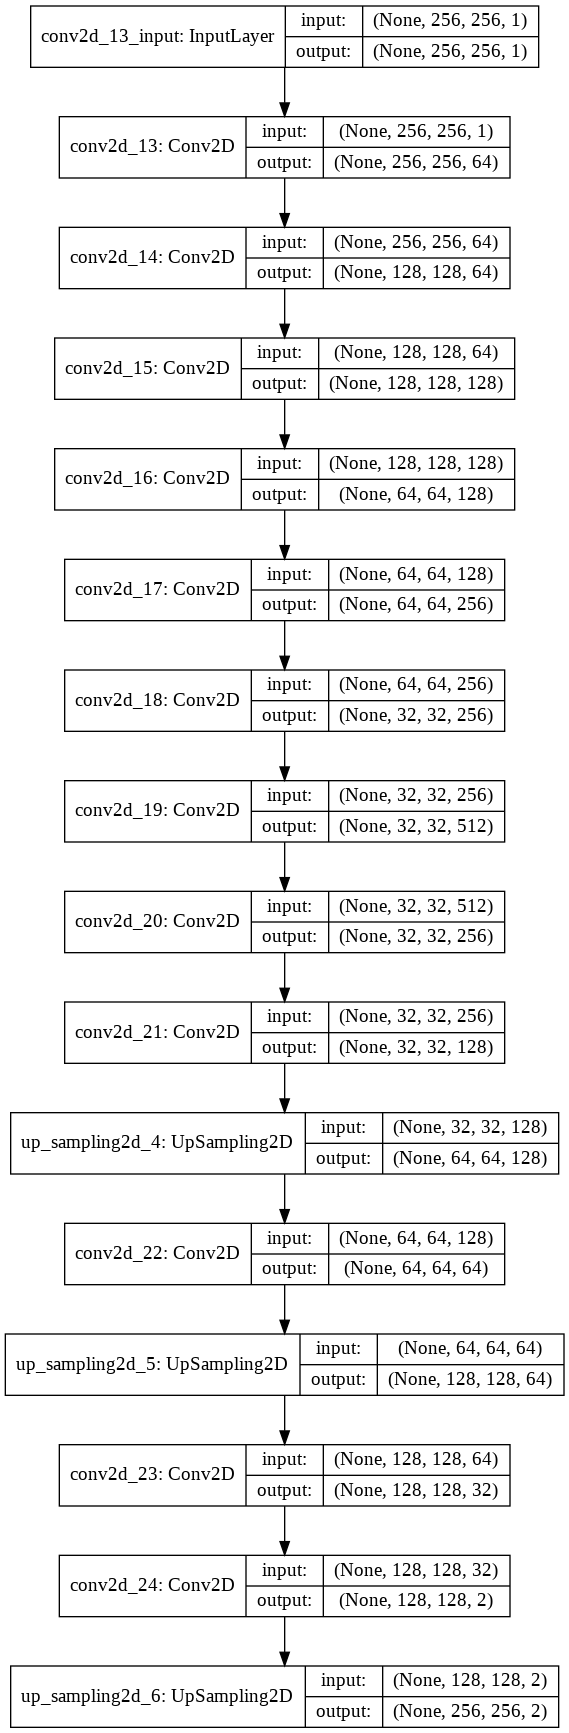 conv2d_13_input: InputLayer
input: (None, 256, 256, 1)
output: (None, 256, 256, 1)
conv2d_13: Conv2D
input: (None, 256, 256, 1)
output: (None, 256, 256, 64)
conv2d_14: Conv2D
input: (None, 256, 256, 64)
output: (None, 128, 128, 64)
conv2d_15: Conv2D
input: (None, 128, 128, 64)
output: (None, 128, 128, 128)
conv2d_16: Conv2D
input: (None, 128, 128, 128)
output: (None, 64, 64, 128)
conv2d_17: Conv2D
input: (None, 64, 64, 128)
output: (None, 64, 64, 256)
conv2d_18: Conv2D
input: (None, 64, 64, 256)
output: (None, 32, 32, 256)
conv2d_19: Conv2D
input: (None, 32, 32, 256)
output: (None, 32, 32, 512)
conv2d_20: Conv2D
input: (None, 32, 32, 512)
output: (None, 32, 32, 256)
conv2d_21: Conv2D
input: (None, 32, 32, 256)
output: (None, 32, 32, 128)
up_sampling2d_4: UpSampling2D
input: (None, 32, 32, 128)
output: (None, 64, 64, 128)
conv2d_22: Conv2D
input: (None, 64, 64, 128)
output: (None, 64, 64, 64)
up_sampling2d_5: UpSampling2D
input: (None, 64, 64, 64)
output: (None, 128, 128, 64)
conv2d_23: Conv2D
input: (None, 128, 128, 64)
output: (None, 128, 128, 32)
conv2d_24: Conv2D
input: (None, 128, 128, 32)
output: (None, 128, 128, 2)
up_sampling2d_6: UpSampling2D
input: (None, 128, 128, 2)
output: (None, 256, 256, 2)